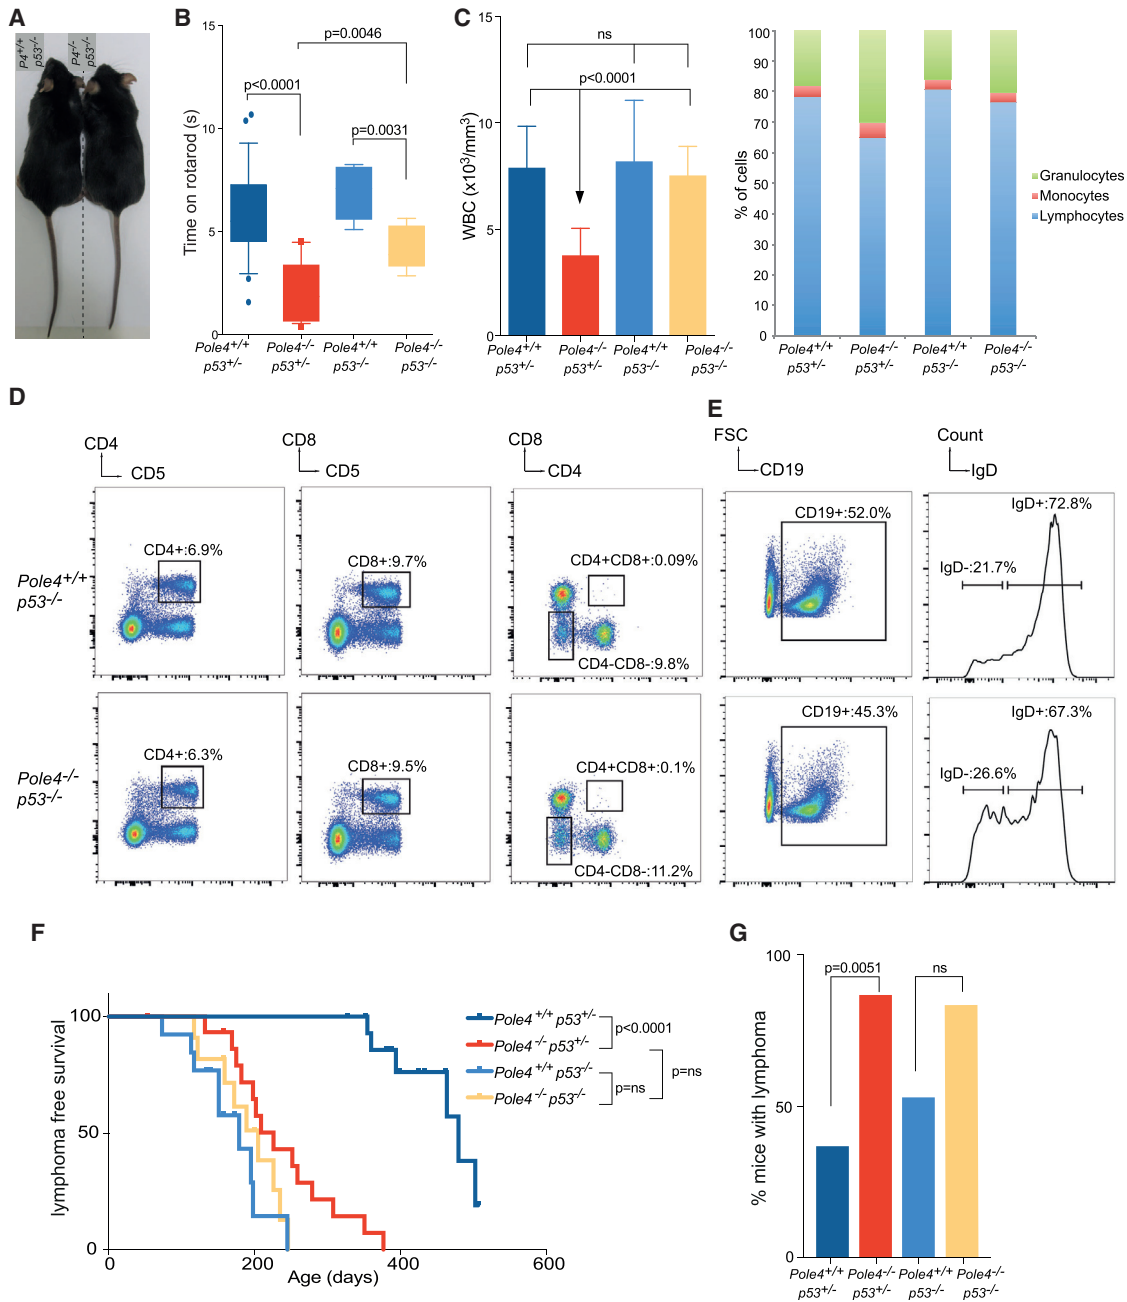 A
P4+/+
p53-/-
P4-/-
p53-/-
B
15
10
5
0
Time on rotarod (s)
p=0.0046
p<0.0001
p=0.0031
Pole4+/+
p53+/-
Pole4-/-
p53+/-
Pole4+/+
p53-/-
Pole4-/-
p53-/-
C
15
10
5
0
WBC (x10³/mm³)
ns
p<0.0001
Pole4+/+
p53+/-
Pole4-/-
p53+/-
Pole4+/+
p53-/-
Pole4-/-
p53-/-
100
90
80
70
60
50
40
30
20
10
0
% of cells
Granulocytes
Monocytes
Lymphocytes
Pole4+/+
p53+/-
Pole4-/-
p53+/-
Pole4+/+
p53-/-
Pole4-/-
p53-/-
D
CD4
CD5
CD8
CD5
CD8
CD4
Pole4+/+
p53-/-
CD4+:6.9%
CD8+:9.7%
CD4+CD8+:0.09%
CD4-CD8-:9.8%
Pole4-/-
p53-/-
CD4+:6.3%
CD8+:9.5%
CD4+CD8+:0.1%
CD4-CD8-:11.2%
E
FSC
CD19
Count
IgD
CD19+:52.0%
IgD+:72.8%
IgD-:21.7%
CD19+:45.3%
IgD+:67.3%
IgD-:26.6%
F
100
50
0
lymphoma free survival
0
200
400
600
Age (days)
Pole4 +/+ p53+/-
Pole4 -/- p53+/-
Pole4 +/+ p53-/-
Pole4 -/- p53-/-
p<0.0001
p=ns
p=ns
G
100
50
0
% mice with lymphoma
p=0.0051
ns
Pole4+/+
p53+/-
Pole4-/-
p53+/-
Pole4+/+
p53-/-
Pole4-/-
p53-/-